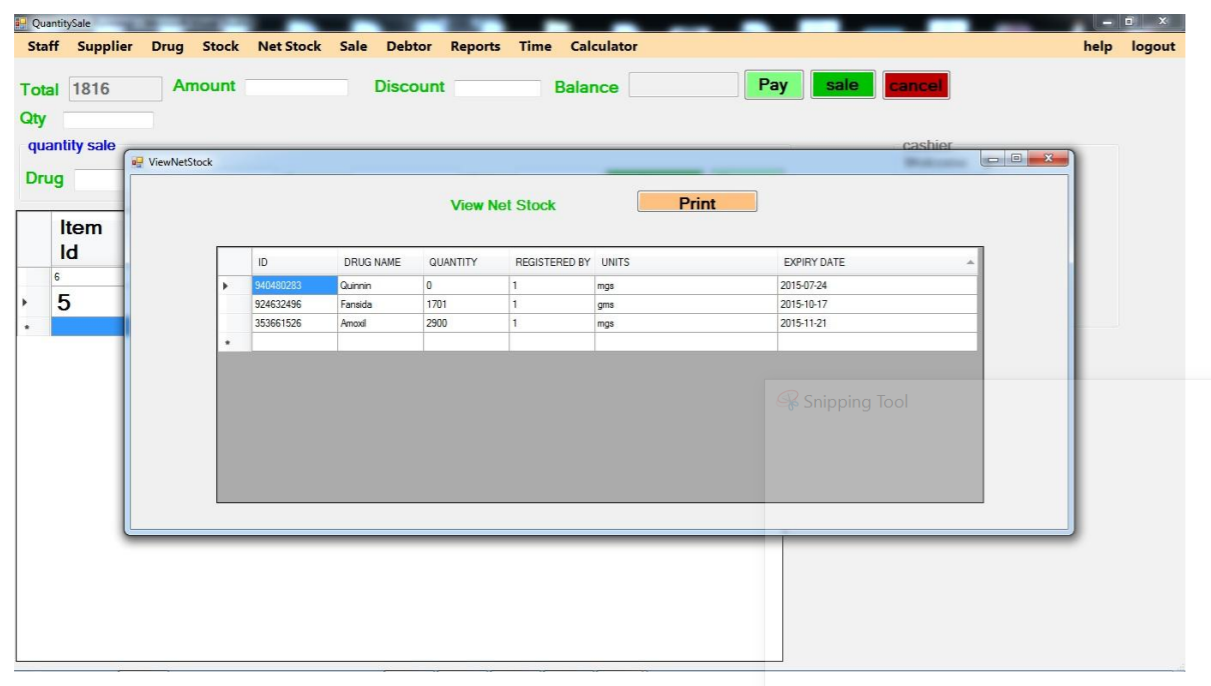 QuantitySale
Staff Supplier Drug Stock Net Stock Sale Debtor Reports Time Calculator help logout
Total 1816 Amount Discount Balance Pay sale cancel
Qty
quantity sale cashier
ViewNetStock
Drug
View Net Stock Print
Item
Id
ID DRUG NAME QUANTITY REGISTERED BY UNITS EXPIRY DATE
6
940480283 Quinnin 0 1 mgs 2015-07-24
5
924632496 Fansida 1701 1 gms 2015-10-17
353661526 Amoxil 2900 1 mgs 2015-11-21
Snipping Tool